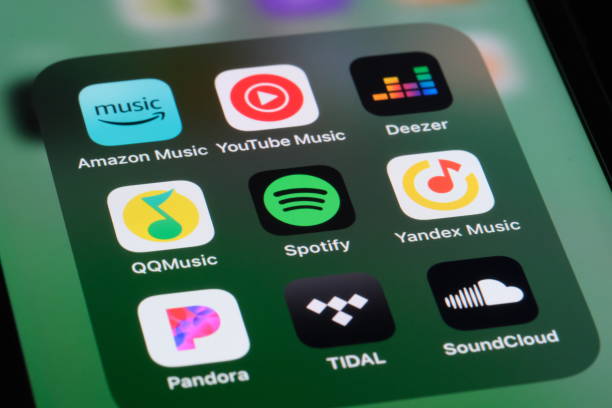 music
Amazon Music
YouTube Music
Deezer
QQMusic
Spotify
Yandex Music
Pandora
TIDAL
SoundCloud